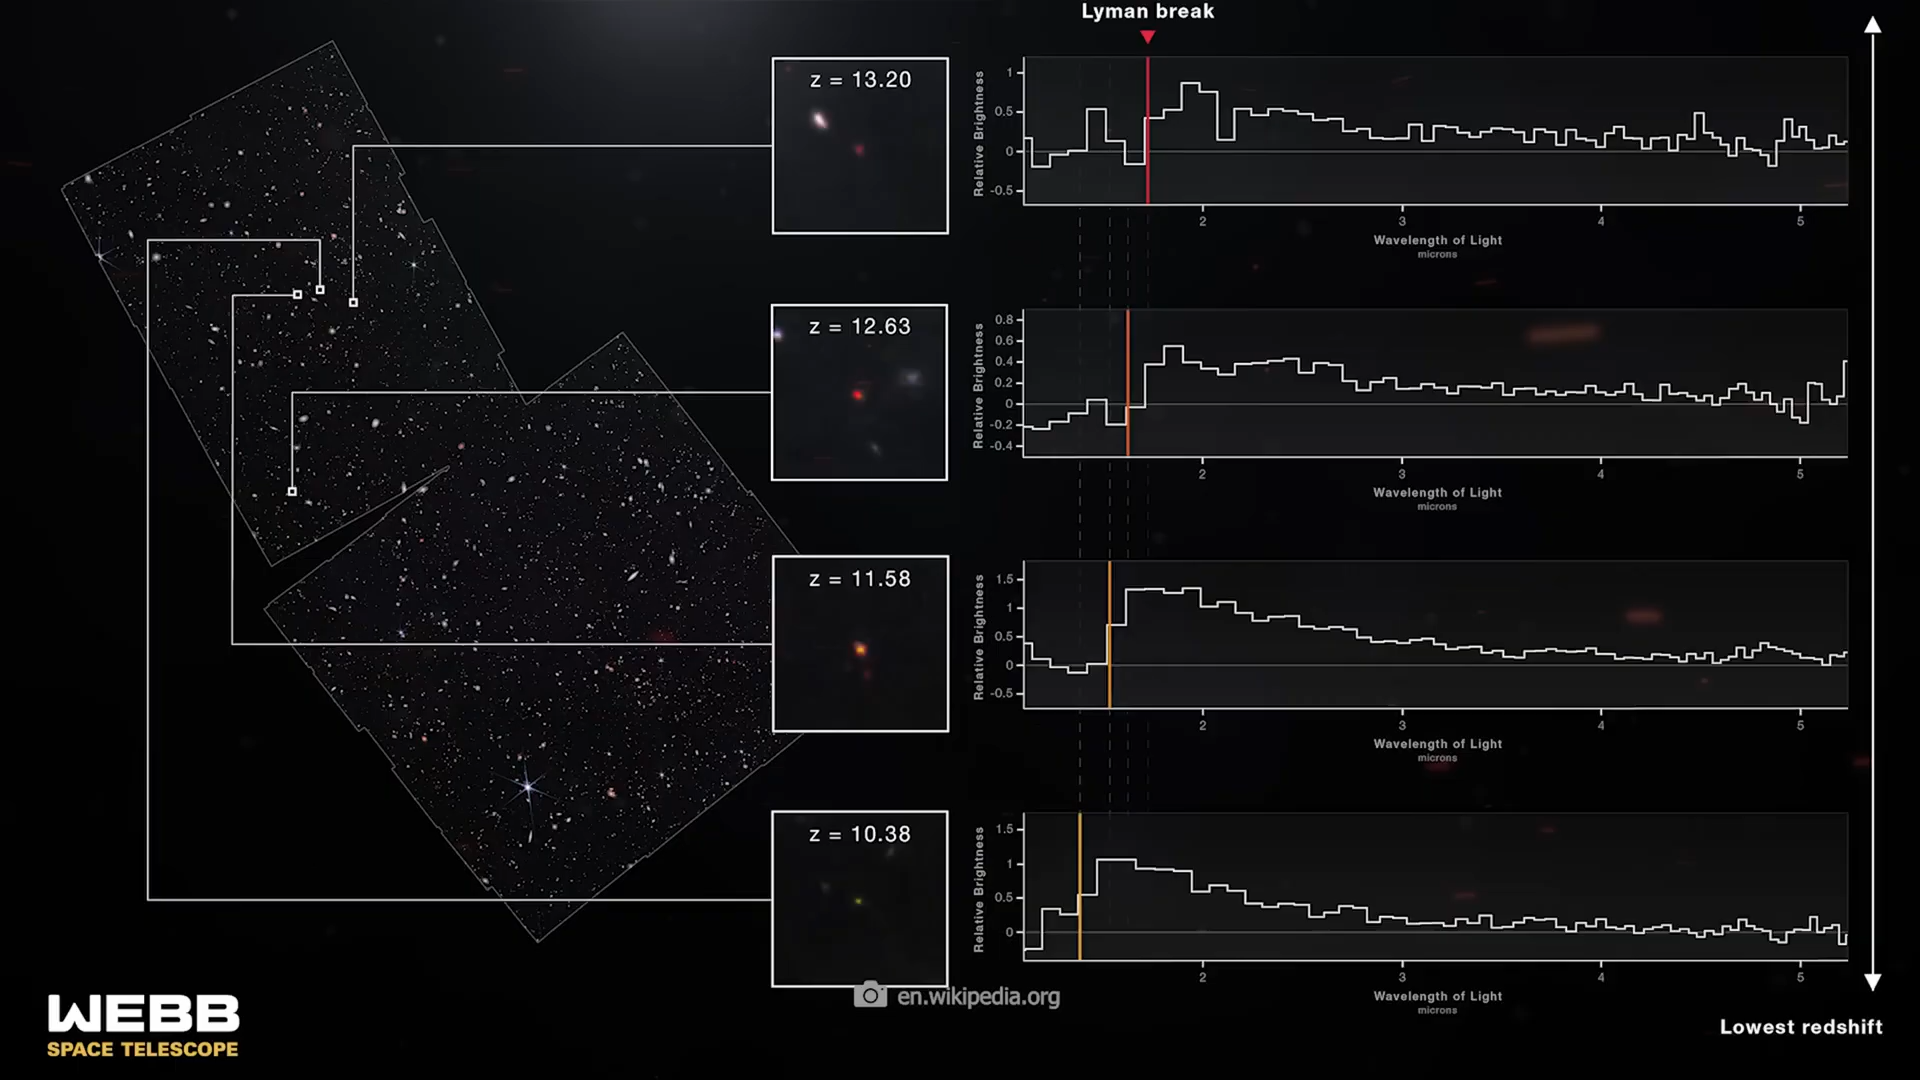 Lyman break
z = 13.20
Relative Brightness
1
0.5
0
-0.5
2 3 4 5
Wavelength of Light
microns
z = 12.63
Relative Brightness
0.8
0.6
0.4
0.2
0
-0.2
-0.4
2 3 4 5
Wavelength of Light
microns
z = 11.58
Relative Brightness
1.5
1
0.5
0
-0.5
2 3 4 5
Wavelength of Light
microns
z = 10.38
Relative Brightness
1.5
1
0.5
0
2 3 4 5
Wavelength of Light
microns
en.wikipedia.org
WEBB
SPACE TELESCOPE
Lowest redshift